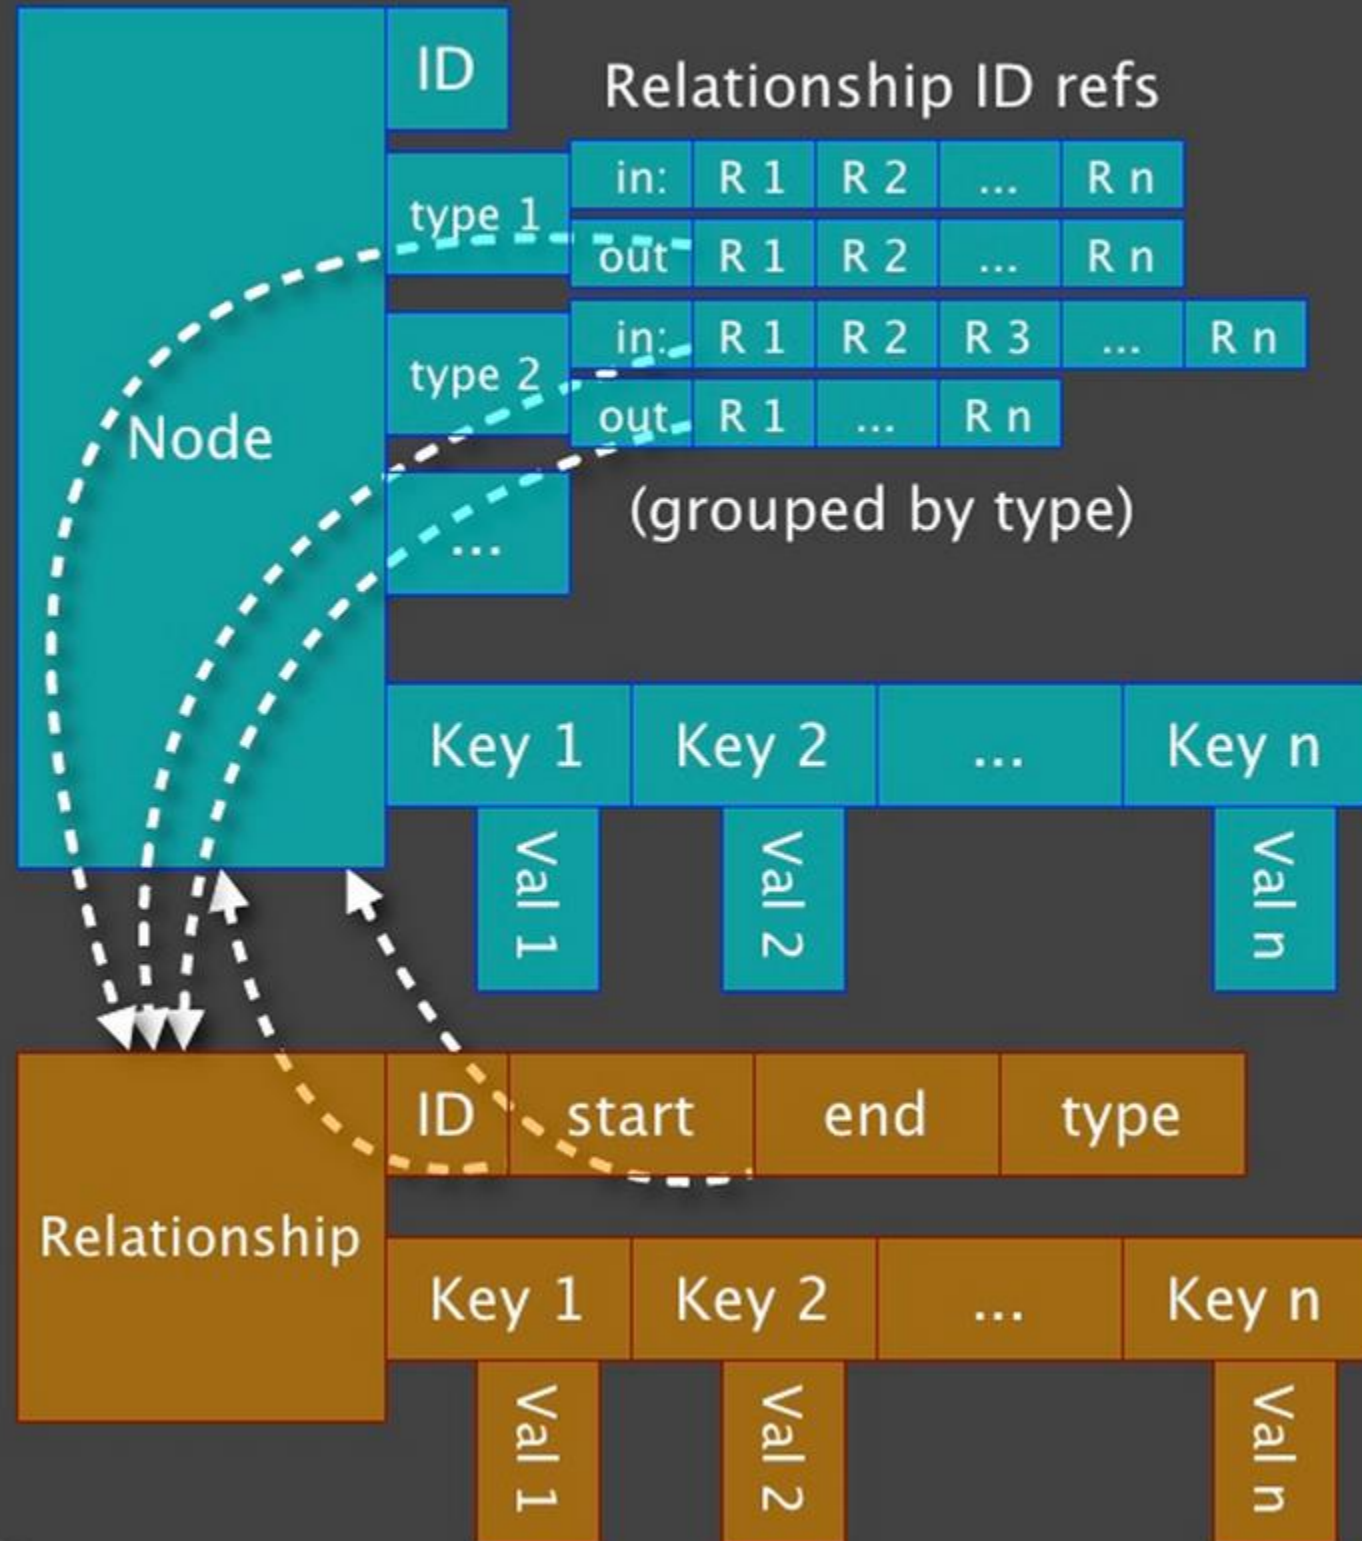 ID
Relationship ID refs
type 1
in: R 1 R 2 ... R n
out R 1 R 2 ... R n
type 2
in: R 1 R 2 R 3 ... R n
out R 1 ... R n
Node
(grouped by type)
...
Key 1 Key 2 ... Key n
Val 1 Val 2 Val n
ID start end type
Relationship
Key 1 Key 2 ... Key n
Val 1 Val 2 Val n